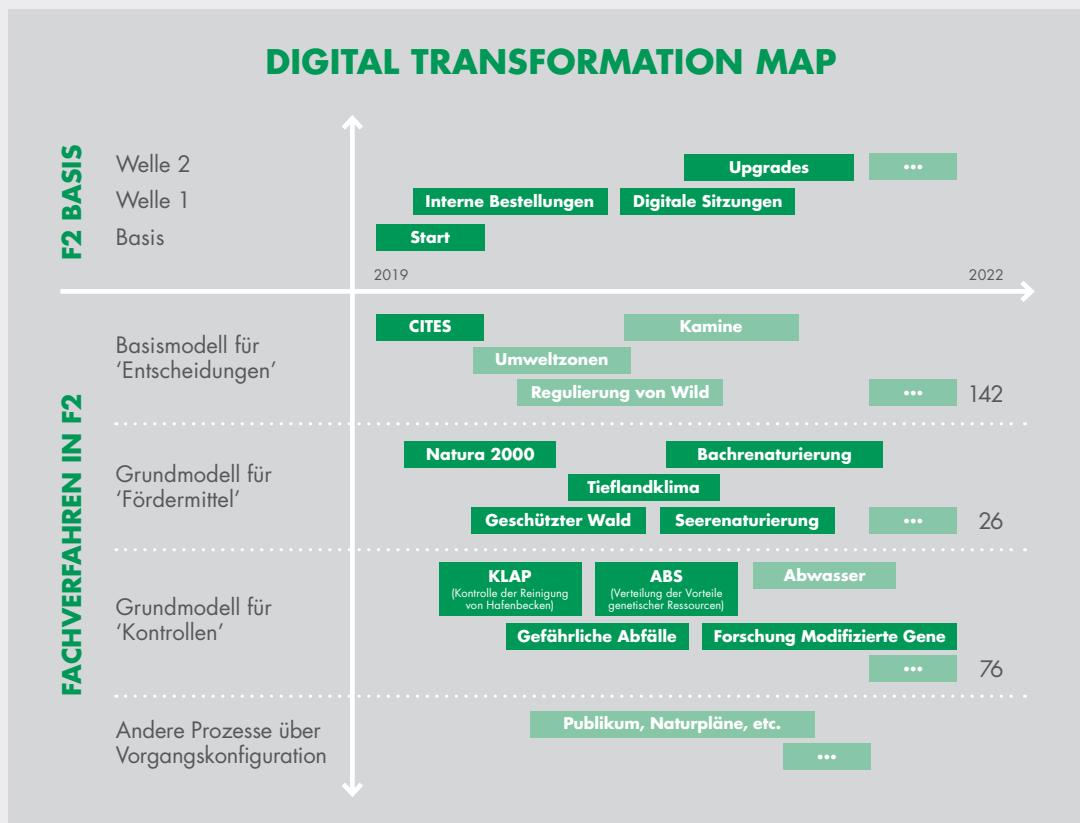 DIGITAL TRANSFORMATION MAP
F2 BASIS
Welle 2
Upgrades
...
Welle 1
Interne Bestellungen
Digitale Sitzungen
Basis
Start
2019
2022
FACHVERFAHREN IN F2
Basismodell für
‘Entscheidungen’
CITES
Kamine
Umweltzonen
Regulierung von Wild
...
142
Grundmodell für
‘Fördermittel’
Natura 2000
Bachrenaturierung
Tieflandklima
Geschützter Wald
Seerenaturierung
...
26
Grundmodell für
‘Kontrollen’
KLAP
(Kontrolle der Reinigung
von Hafenbecken)
ABS
(Verteilung der Vorteile
genetischer Ressourcen)
Abwasser
Gefährliche Abfälle
Forschung Modifizierte Gene
...
76
Andere Prozesse über
Vorgangskonfiguration
Publikum, Naturpläne, etc.
...